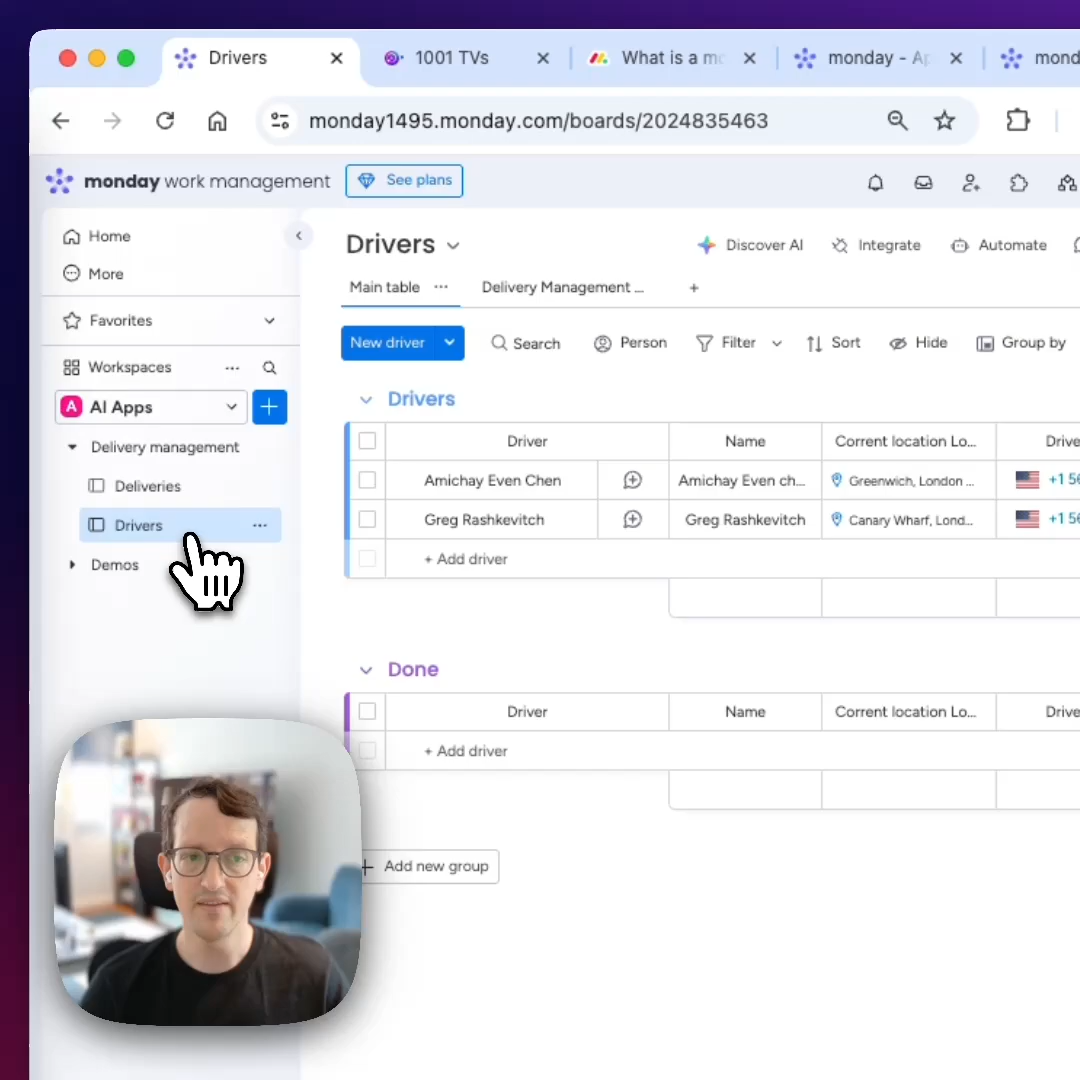 Drivers
1001 TVs
What is a mo
monday - Ap
mond
monday1495.monday.com/boards/2024835463
monday work management
See plans
Home
More
Favorites
Workspaces
A AI Apps
Delivery management
Deliveries
Drivers
Demos
Drivers
Discover AI
Integrate
Automate
Main table
Delivery Management ...
New driver
Search
Person
Filter
Sort
Hide
Group by
Drivers
Driver
Name
Current location Lo...
Drive
Amichay Even Chen
Amichay Even ch...
Greenwich, London ...
+1 56
Greg Rashkevitch
Greg Rashkevitch
Canary Wharf, Lond...
+1 56
+ Add driver
Done
Driver
Name
Current location Lo...
Drive
+ Add driver
+ Add new group